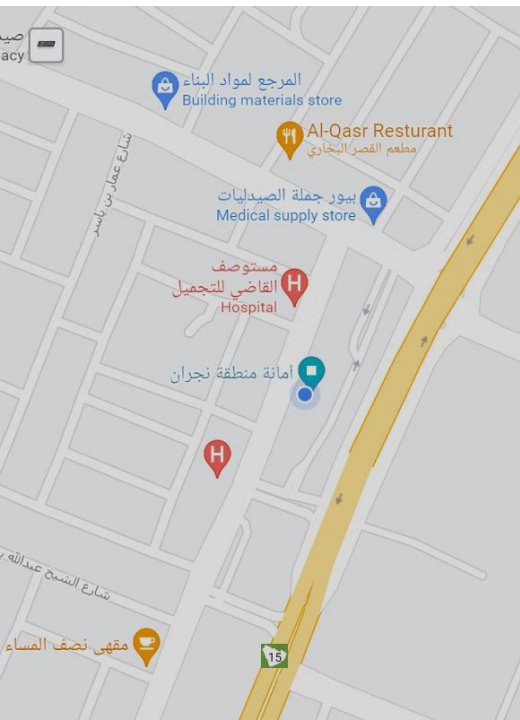 صيد
acy
المرجع لمواد البناء
Building materials store
Al-Qasr Resturant
مطعم القصر البخاري
شارع عمار بن ياسر
بيور جملة الصيدليات
Medical supply store
مستوصف
القاضي للتجميل
Hospital
أمانة منطقة نجران
H
H
شارع الشيخ عبدالله
مقهى نصف المساء
15